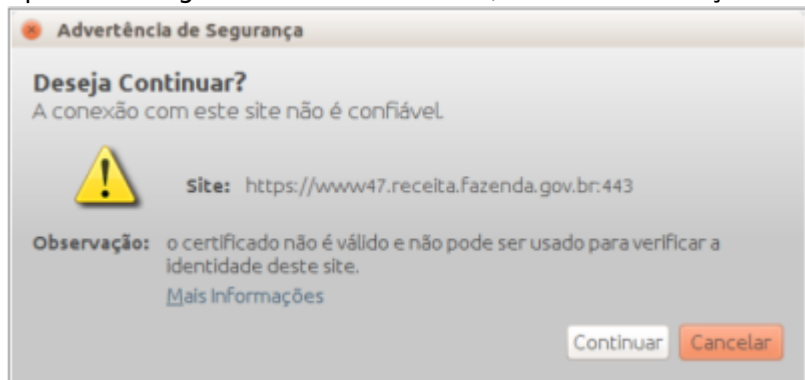 Advertência de Segurança
Deseja Continuar?
A conexão com este site não é confiável.
Site: https://www47.receita.fazenda.gov.br:443
Observação: o certificado não é válido e não pode ser usado para verificar a
identidade deste site.
Mais Informações
Continuar Cancelar